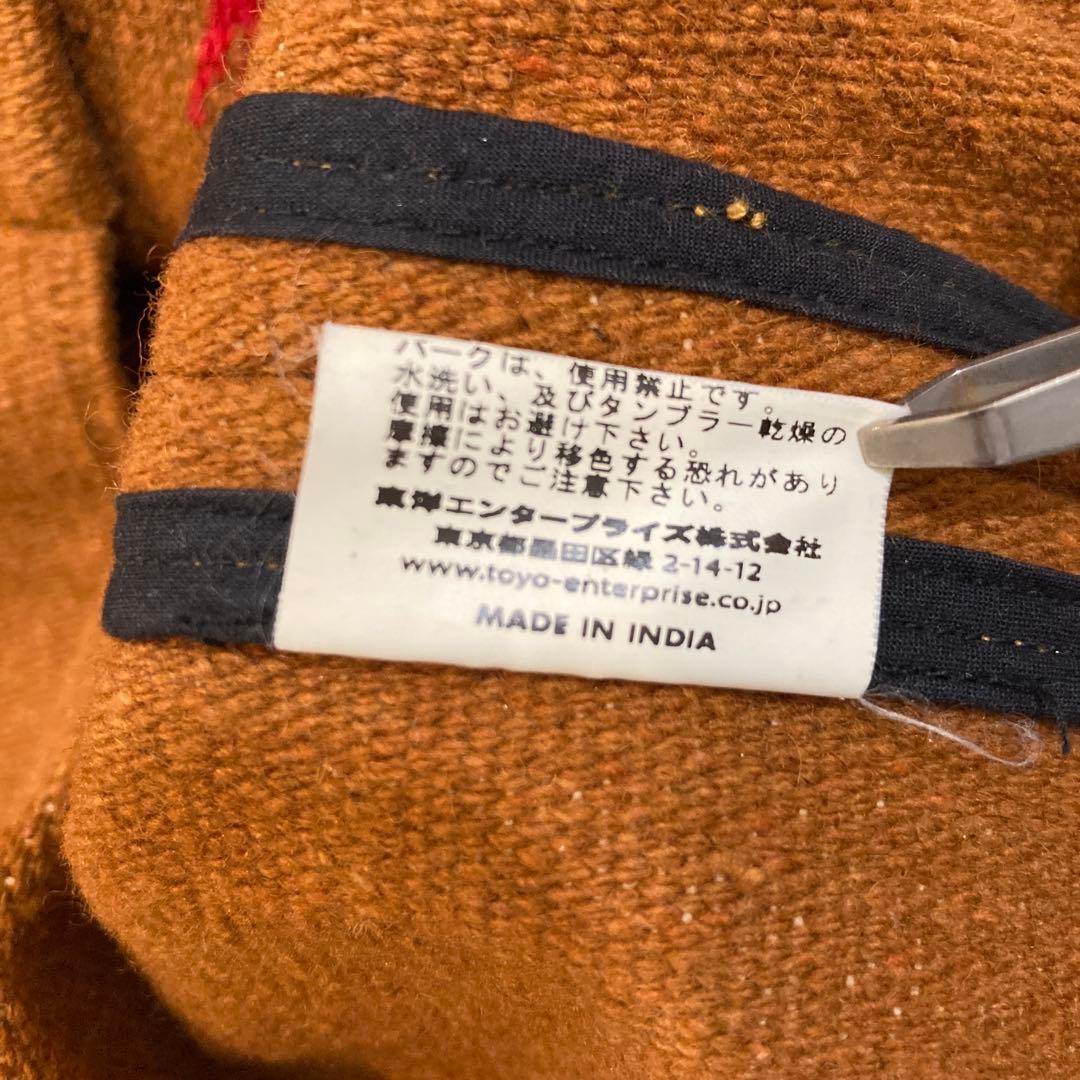 パークは、使用禁止です。
水洗い、及びタンブラー乾燥の
使用はお避け下さい。
摩擦により移色する恐れがあり
ますのでご注意下さい。
東洋エンタープライズ株式会社
東京都墨田区緑 2-14-12
www.toyo-enterprise.co.jp
MADE IN INDIA